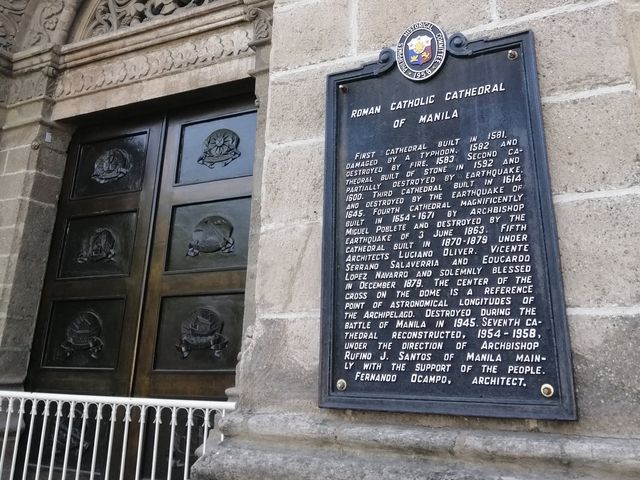 PHILIPPINES HISTORICAL COMMITTEE
1958
ROMAN CATHOLIC CATHEDRAL
OF MANILA
FIRST CATHEDRAL BUILT IN 1581,
DAMAGED BY A TYPHOON, 1582 AND
DESTROYED BY FIRE, 1583. SECOND CA-
THEDRAL BUILT OF STONE IN 1592 AND
PARTIALLY DESTROYED BY EARTHQUAKE,
1600. THIRD CATHEDRAL BUILT IN 1614
AND DESTROYED BY THE EARTHQUAKE OF
1645. FOURTH CATHEDRAL MAGNIFICENTLY
BUILT IN 1654-1671 BY ARCHBISHOP
MIGUEL POBLETE AND DESTROYED BY THE
EARTHQUAKE OF 3 JUNE 1863. FIFTH
CATHEDRAL BUILT IN 1870-1879 UNDER
ARCHITECTS LUCIANO OLIVER, VICENTE
SERRANO SALAVERRIA AND EDUCARDO
LOPEZ NAVARRO AND SOLEMNLY BLESSED
IN DECEMBER 1879. THE CENTER OF THE
CROSS ON THE DOME IS A REFERENCE
POINT OF ASTRONOMICAL LONGITUDES OF
THE ARCHIPELAGO. DESTROYED DURING THE
BATTLE OF MANILA IN 1945. SEVENTH CA-
THEDRAL RECONSTRUCTED, 1954-1958,
UNDER THE DIRECTION OF ARCHBISHOP
RUFINO J. SANTOS OF MANILA MAIN-
LY WITH THE SUPPORT OF THE PEOPLE.
FERNANDO OCAMPO, ARCHITECT.